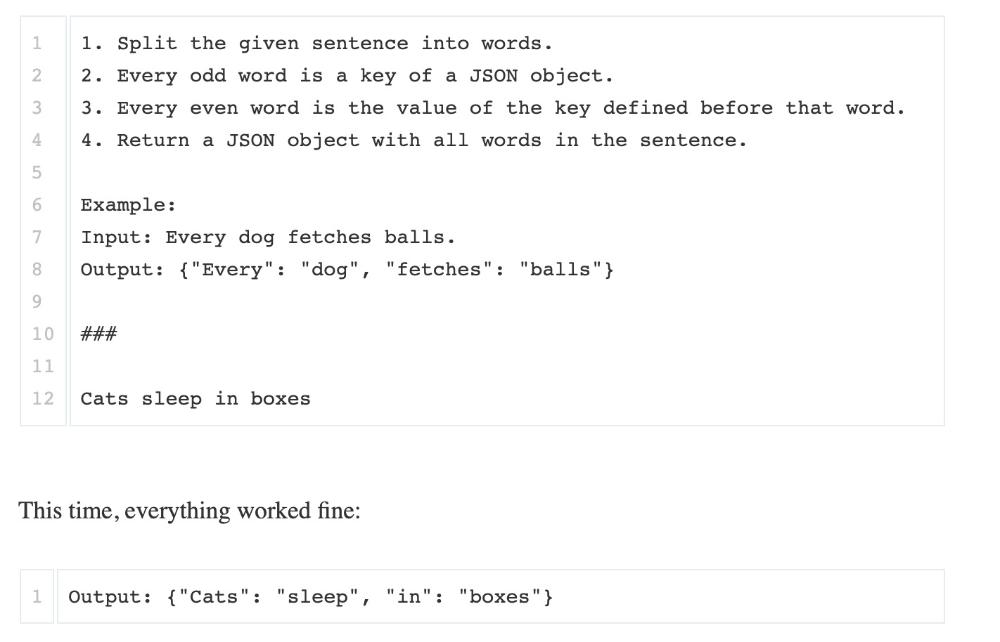 1 1. Split the given sentence into words.
2 2. Every odd word is a key of a JSON object.
3 3. Every even word is the value of the key defined before that word.
4 4. Return a JSON object with all words in the sentence.
5
6 Example:
7 Input: Every dog fetches balls.
8 Output: {"Every": "dog", "fetches": "balls"}
9
10 ###
11
12 Cats sleep in boxes
This time, everything worked fine:
1 Output: {"Cats": "sleep", "in": "boxes"}